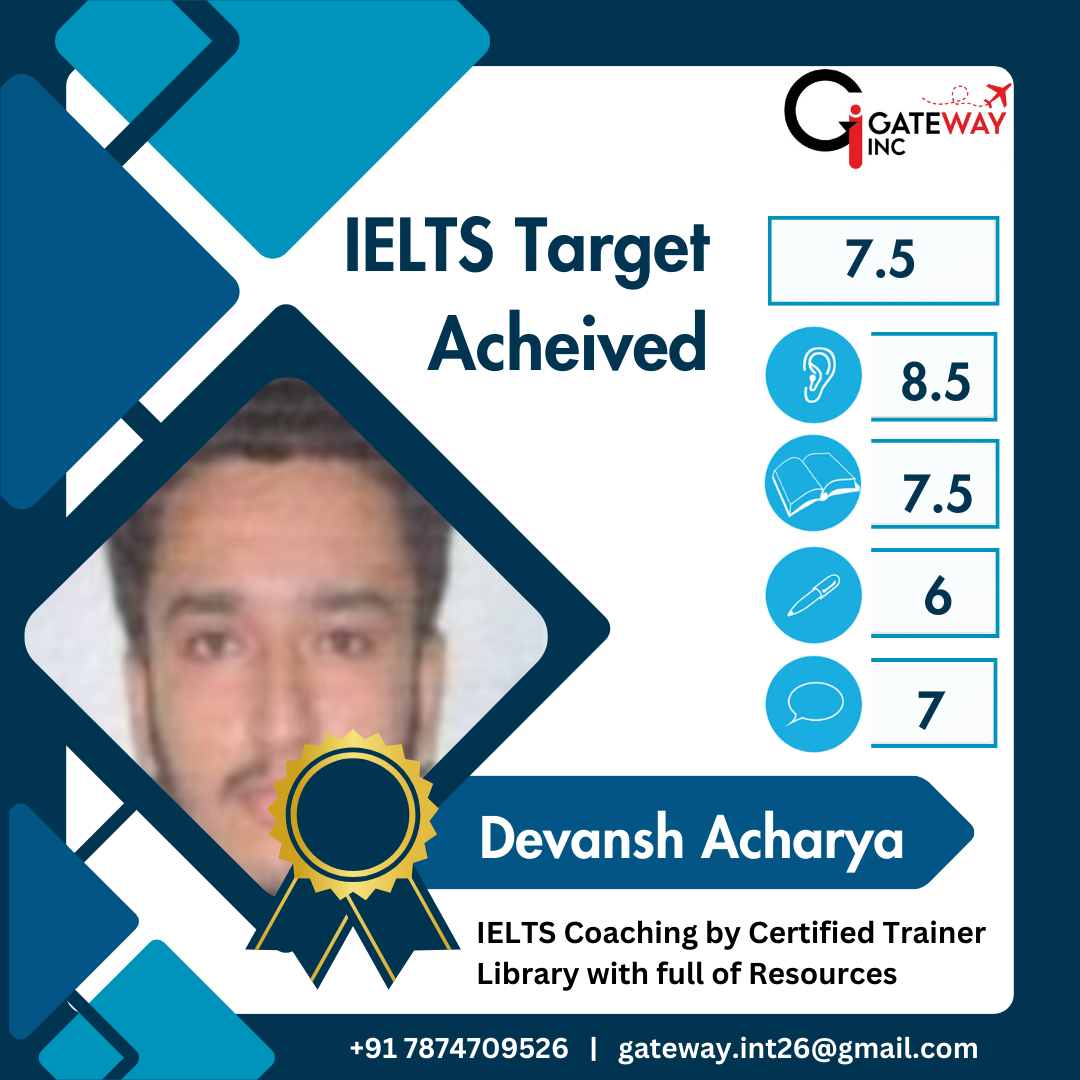 Gi GATEWAY
INC
IELTS Target
Acheived
7.5
8.5
7.5
6
7
Devansh Acharya
IELTS Coaching by Certified Trainer
Library with full of Resources
+91 7874709526 | gateway.int26@gmail.com